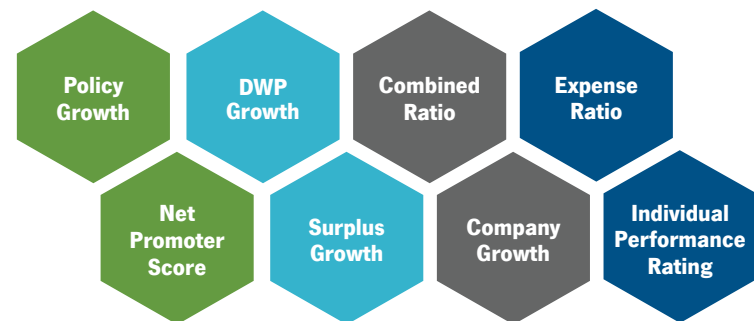 Policy
Growth
DWP
Growth
Combined
Ratio
Expense
Ratio
Net
Promoter
Score
Surplus
Growth
Company
Growth
Individual
Performance
Rating